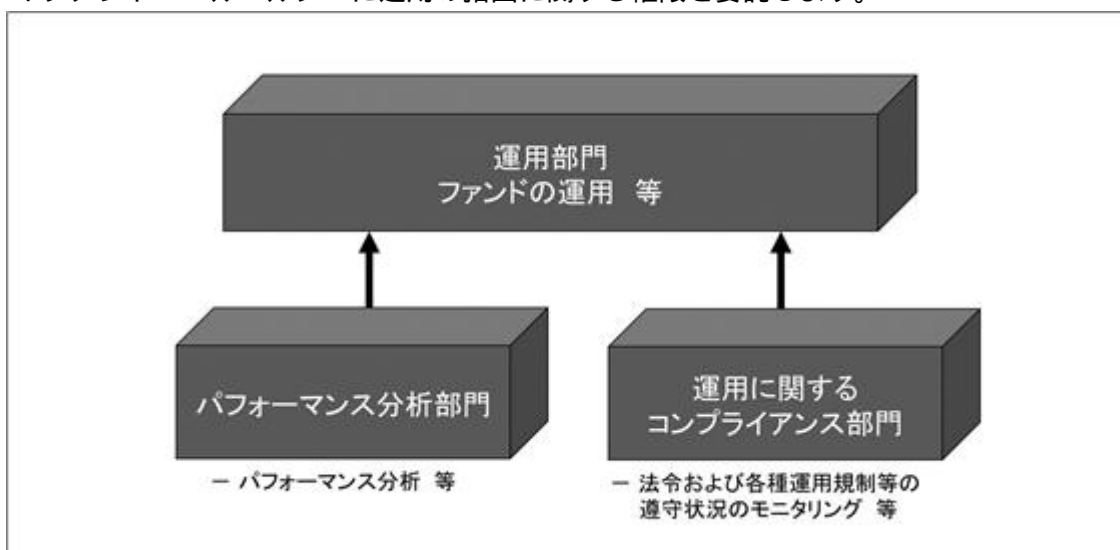 運用部門
ファンドの運用 等
パフォーマンス分析部門
運用に関する
コンプライアンス部門
－ パフォーマンス分析 等
－ 法令および各種運用規制等の
遵守状況のモニタリング 等